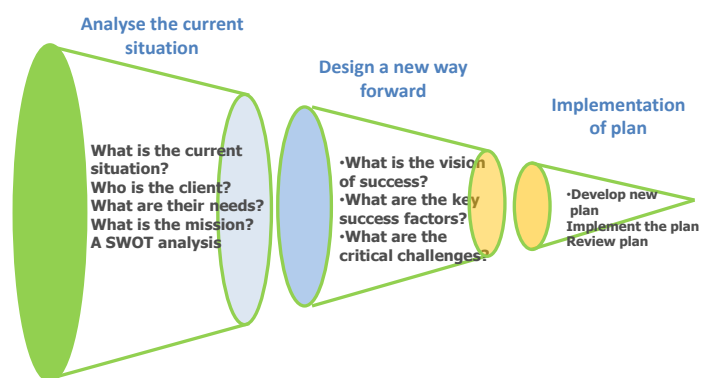 Analyse the current
situation
What is the current
situation?
Who is the client?
What are their needs?
What is the mission?
A SWOT analysis
Design a new way
forward
•What is the vision
of success?
•What are the key
success factors?
•What are the
critical challenges?
Implementation
of plan
•Develop new
plan
Implement the plan
Review plan